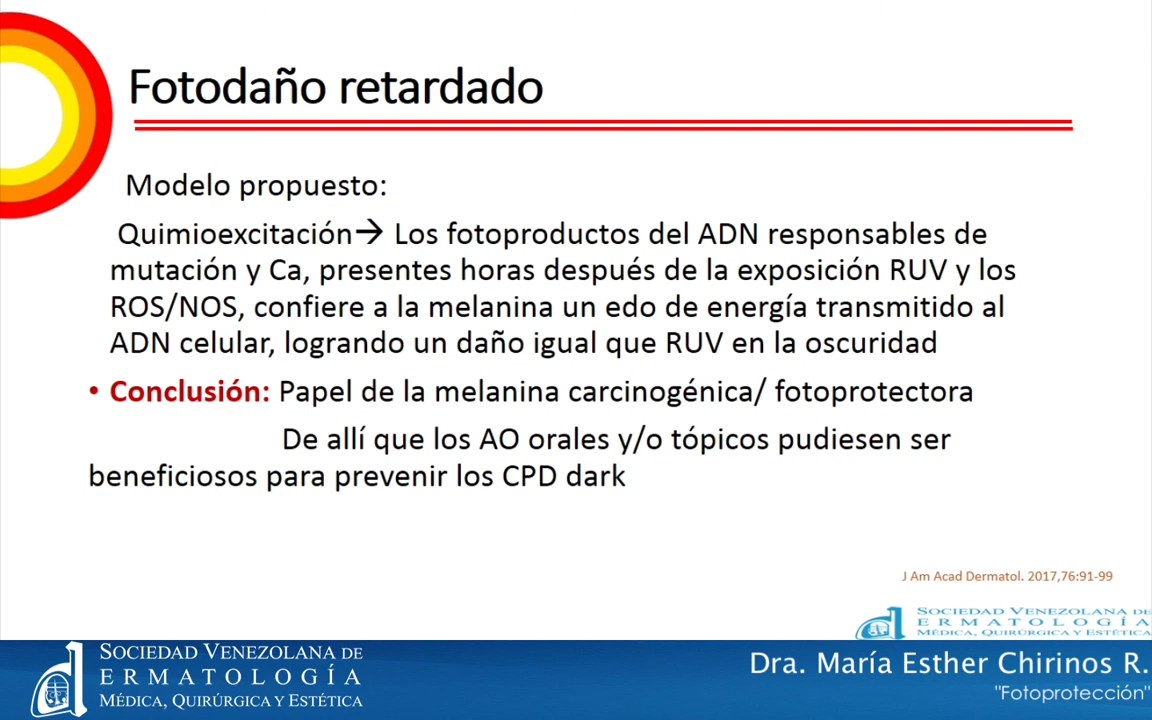 Fotodaño retardado
Modelo propuesto:
Quimioexcitación→ Los fotoproductos del ADN responsables de
mutación y Ca, presentes horas después de la exposición RUV y los
ROS/NOS, confiere a la melanina un edo de energía transmitido al
ADN celular, logrando un daño igual que RUV en la oscuridad
• Conclusión: Papel de la melanina carcinogénica/ fotoprotectora
De allí que los AO orales y/o tópicos pudiesen ser
beneficiosos para prevenir los CPD dark
J Am Acad Dermatol. 2017,76:91-99
SOCIEDAD VENEZOLANA DE
ERMATOLOGÍA
MÉDICA, QUIRÚRGICA Y ESTÉTICA
SOCIEDAD VENEZOLANA DE
ERMATOLOGÍA
MÉDICA, QUIRÚRGICA Y ESTÉTICA
Dra. María Esther Chirinos R.
"Fotoprotección"